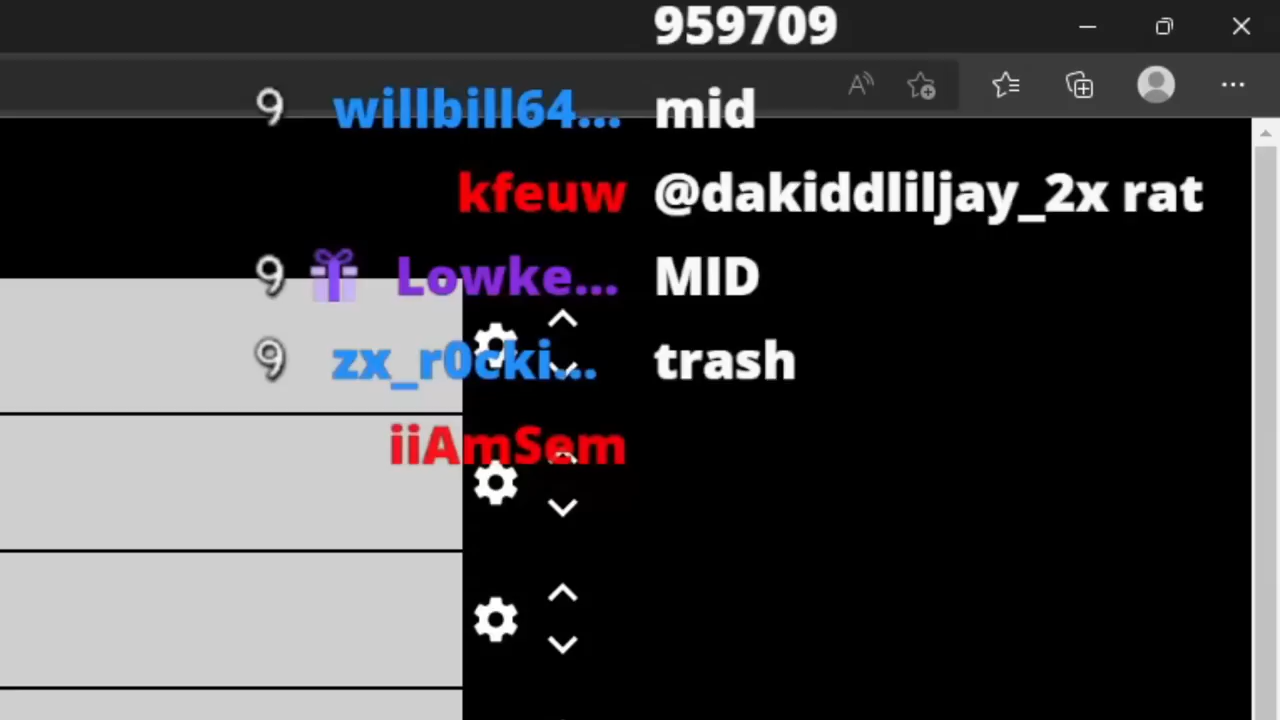 959709
9 willbill64... mid
kfeuw @dakiddliljay_2x rat
9 Lowke... MID
9 zx_r0cki... trash
iiAmSem